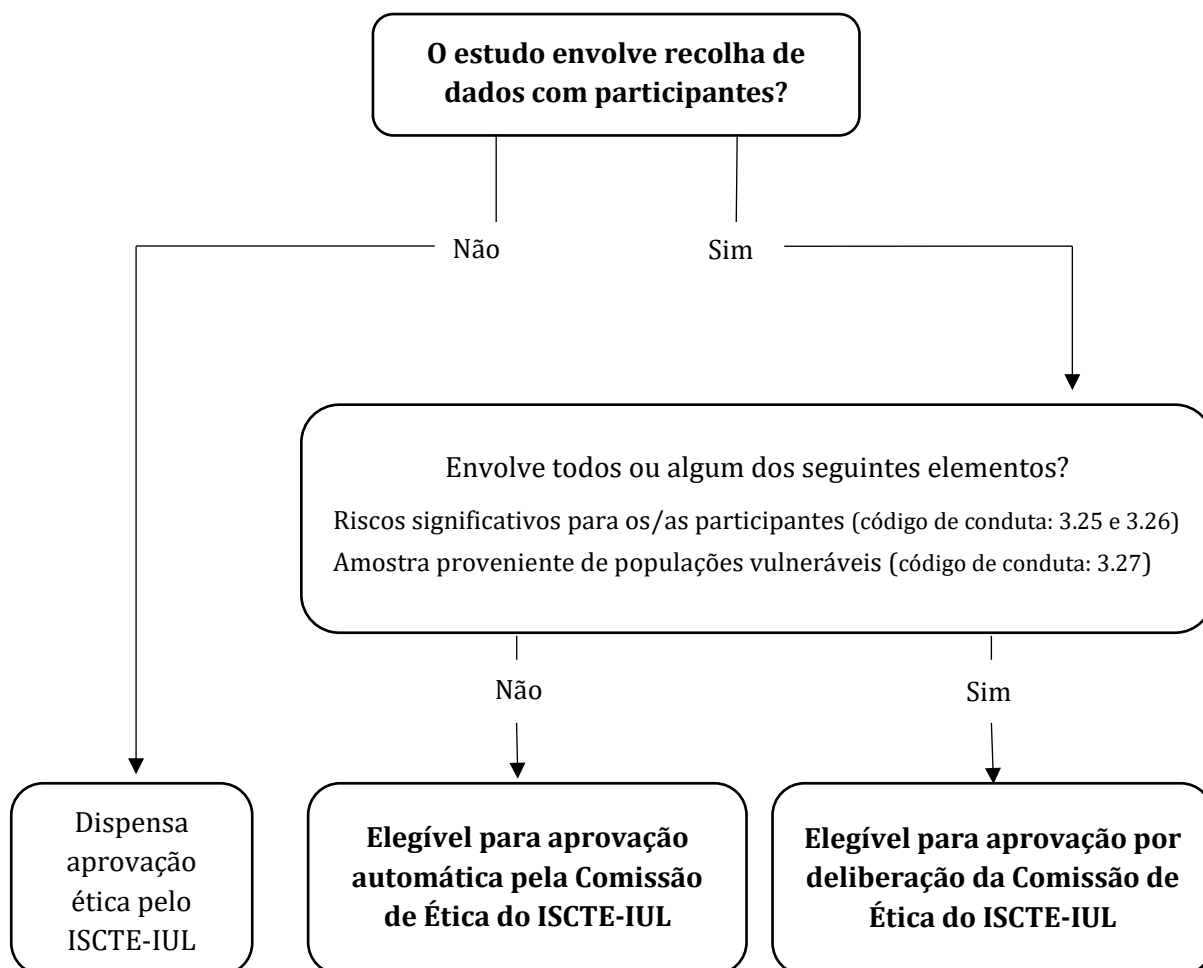 O estudo envolve recolha de
dados com participantes?
Não
Sim
Envolve todos ou algum dos seguintes elementos?
Riscos significativos para os/as participantes (código de conduta: 3.25 e 3.26)
Amostra proveniente de populações vulneráveis (código de conduta: 3.27)
Não
Sim
Dispensa
aprovação
ética pelo
ISCTE-IUL
Elegível para aprovação
automática pela Comissão
de Ética do ISCTE-IUL
Elegível para aprovação por
deliberação da Comissão de
Ética do ISCTE-IUL